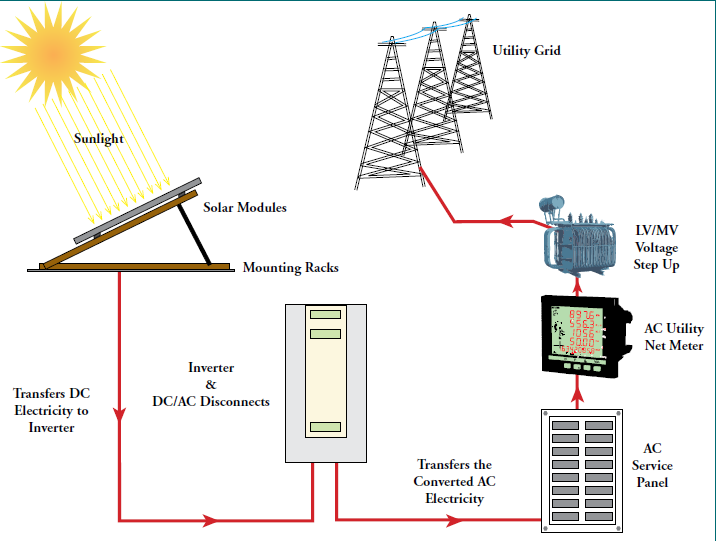 Utility Grid
Sunlight
Solar Modules
LV/MV
Voltage
Step Up
Mounting Racks
AC Utility
Net Meter
Inverter
&
DC/AC Disconnects
Transfers DC
Electricity to
Inverter
Transfers the
Converted AC
Electricity
AC
Service
Panel